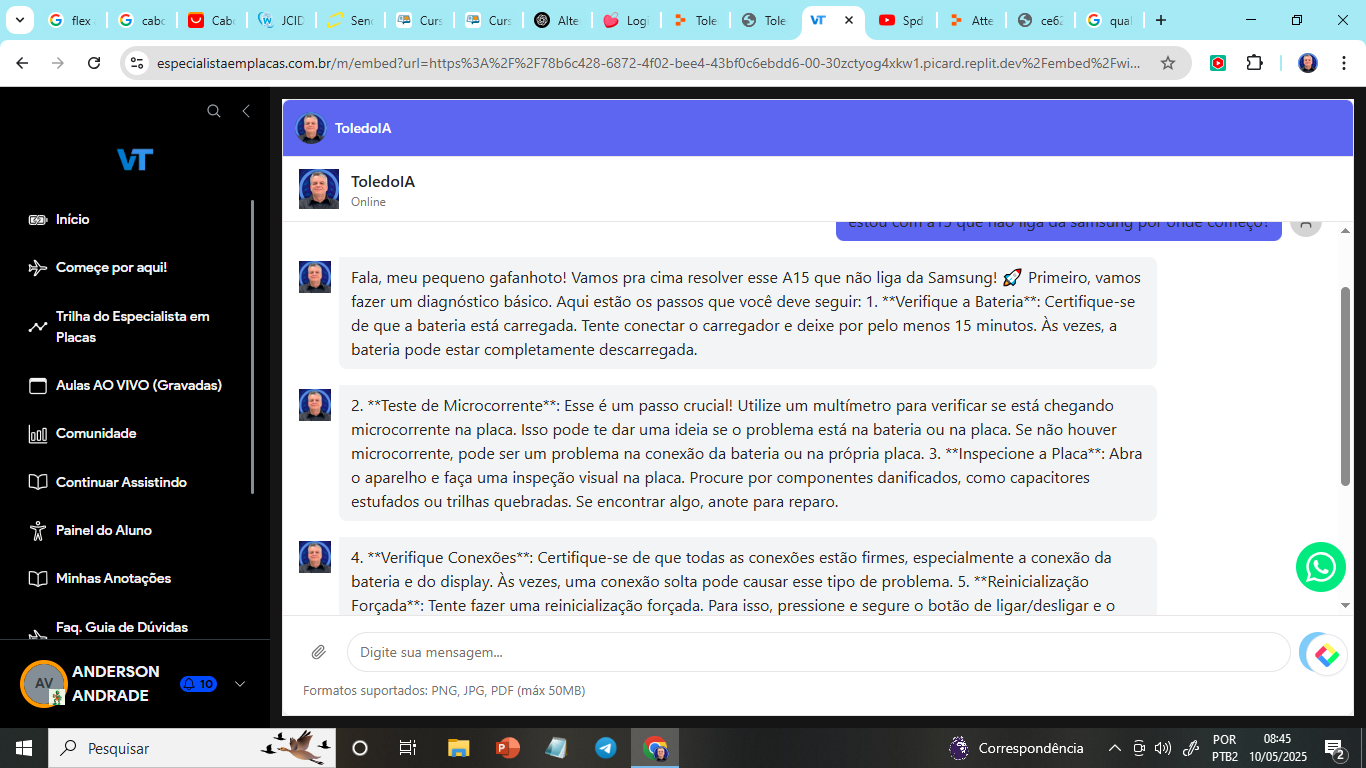 flex
cabo
Cabo
JCID
Send
Curs
Curs
Alte
Logi
Tole
Tole
VT
Spd
Atte
ce62
qual
especialistaemplacas.com.br/m/embed?url=https%3A%2F%2F78b6c428-6872-4f02-bee4-43bf0c6ebdd6-00-30zctyog4xkw1.picard.replit.dev%2Fembed%2Fwi...
VT
Início
Começe por aqui!
Trilha do Especialista em
Placas
Aulas AO VIVO (Gravadas)
Comunidade
Continuar Assistindo
Painel do Aluno
Minhas Anotações
Faq. Guia de Dúvidas
AV
ANDERSON
ANDRADE
10
ToledoIA
ToledoIA
Online
estou com a15 que não liga da samsung por onde começo?
Fala, meu pequeno gafanhoto! Vamos pra cima resolver esse A15 que não liga da Samsung! 🚀 Primeiro, vamos
fazer um diagnóstico básico. Aqui estão os passos que você deve seguir: 1. **Verifique a Bateria**: Certifique-se
de que a bateria está carregada. Tente conectar o carregador e deixe por pelo menos 15 minutos. Às vezes, a
bateria pode estar completamente descarregada.
2. **Teste de Microcorrente**: Esse é um passo crucial! Utilize um multímetro para verificar se está chegando
microcorrente na placa. Isso pode te dar uma ideia se o problema está na bateria ou na placa. Se não houver
microcorrente, pode ser um problema na conexão da bateria ou na própria placa. 3. **Inspecione a Placa**: Abra
o aparelho e faça uma inspeção visual na placa. Procure por componentes danificados, como capacitores
estufados ou trilhas quebradas. Se encontrar algo, anote para reparo.
4. **Verifique Conexões**: Certifique-se de que todas as conexões estão firmes, especialmente a conexão da
bateria e do display. Às vezes, uma conexão solta pode causar esse tipo de problema. 5. **Reinicialização
Forçada**: Tente fazer uma reinicialização forçada. Para isso, pressione e segure o botão de ligar/desligar e o
Digite sua mensagem...
Formatos suportados: PNG, JPG, PDF (máx 50MB)
Pesquisar
Correspondência
POR
PTB2
08:45
10/05/2025
2